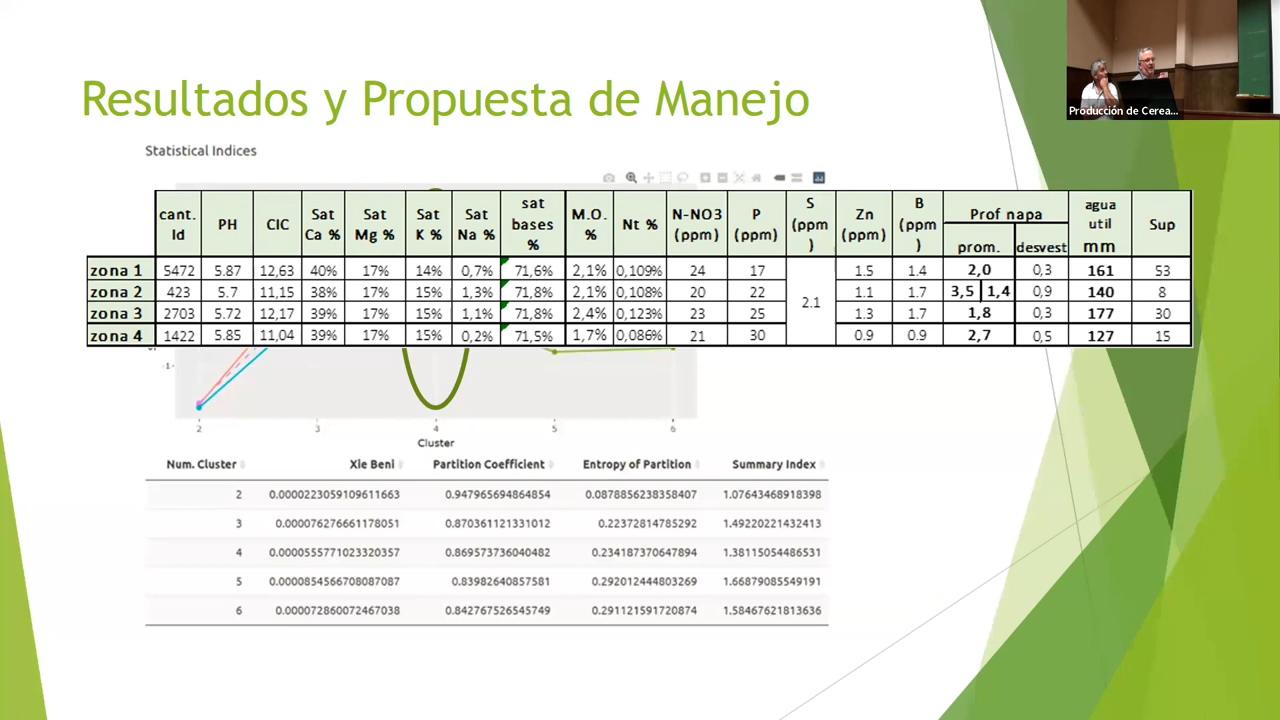 Resultados y Propuesta de Manejo
Producción de Cerea...
Statistical Indices
cant. Id PH CIC Sat Ca % Sat Mg % Sat K % Sat Na % sat bases % M.O. % Nt % N-NO3 (ppm) P (ppm) S (ppm) Zn (ppm) B (ppm) Prof napa prom. desvest agua util mm Sup
zona 1 5472 5.87 12,63 40% 17% 14% 0,7% 71,6% 2,1% 0,109% 24 17 2.1 1.5 1.4 2,0 0,3 161 53
zona 2 423 5.7 11,15 38% 17% 15% 1,3% 71,8% 2,1% 0,108% 20 22 1.1 1.7 3,5 1,4 0,9 140 8
zona 3 2703 5.72 12,17 39% 17% 15% 1,1% 71,8% 2,4% 0,123% 23 25 1.3 1.7 1,8 0,3 177 30
zona 4 1422 5.85 11,04 39% 17% 15% 0,2% 71,5% 1,7% 0,086% 21 30 0.9 0.9 2,7 0,5 127 15
-1
2 3 4 5 6
Cluster
Num. Cluster Xie Beni Partition Coefficient Entropy of Partition Summary Index
2 0.0000223059109611663 0.947965694864854 0.0878856238358407 1.07643468918398
3 0.000076276661178051 0.870361121331012 0.22372814785292 1.49220221432413
4 0.0000555771023320357 0.869573736040482 0.234187370647894 1.38115054486531
5 0.0000854566708087087 0.83982640857581 0.292012444803269 1.66879085549191
6 0.000072860072467038 0.842767526545749 0.291121591720874 1.58467621813636